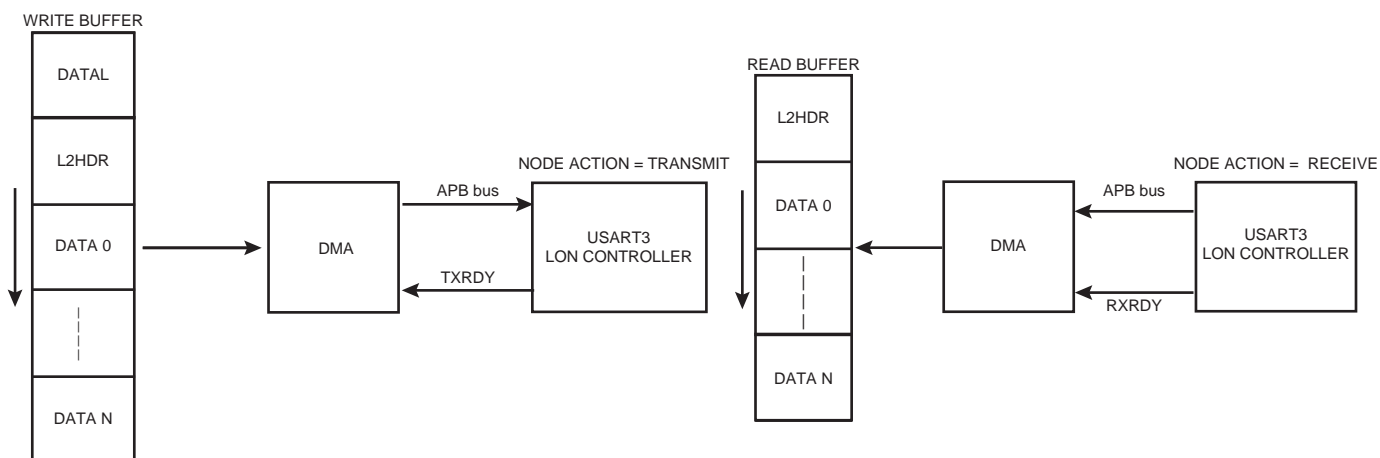 WRITE BUFFER
DATAL
L2HDR
DATA 0
DATA N
DMA
NODE ACTION = TRANSMIT
APB bus
USART3
LON CONTROLLER
TXRDY
READ BUFFER
L2HDR
DATA 0
DATA N
DMA
NODE ACTION = RECEIVE
APB bus
USART3
LON CONTROLLER
RXRDY